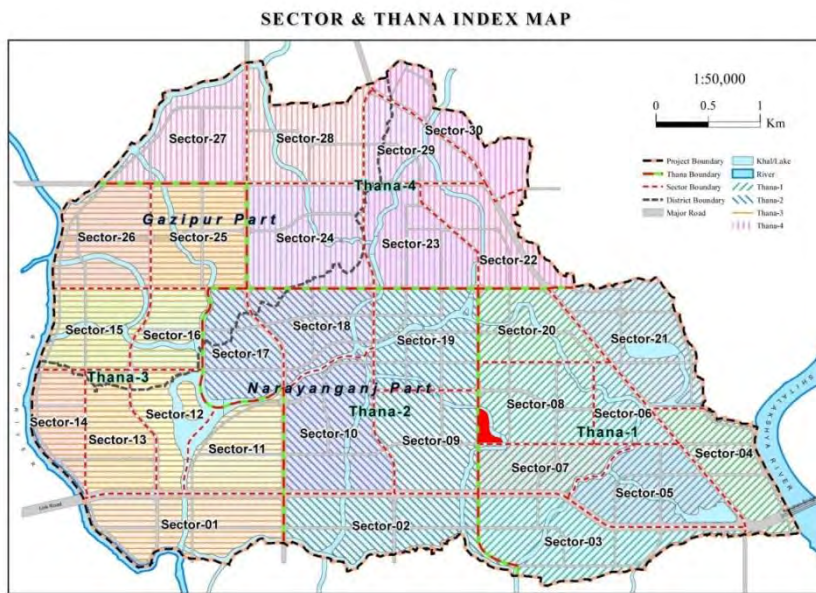 SECTOR & THANA INDEX MAP
1:50,000
0 0.5 1
Km
Project Boundary
Thana Boundary
Sector Boundary
District Boundary
Major Road
Khal/Lake
River
Thana-1
Thana-2
Thana-3
Thana-4
Sector-27
Sector-28
Sector-30
Sector-29
Thana-4
Gazipur Part
Sector-26
Sector-25
Sector-24
Sector-23
Sector-22
Sector-15
Sector-16
Sector-18
Sector-17
Sector-19
Sector-20
Sector-21
Thana-3
Narayanganj Part
Sector-14
Sector-12
Sector-13
Sector-11
Thana-2
Sector-10
Sector-09
Sector-08
Sector-06
Thana-1
Sector-07
Sector-04
Sector-05
Sector-01
Sector-02
Sector-03
BALU RIVER
SHITALAKSHYA RIVER
Link Road